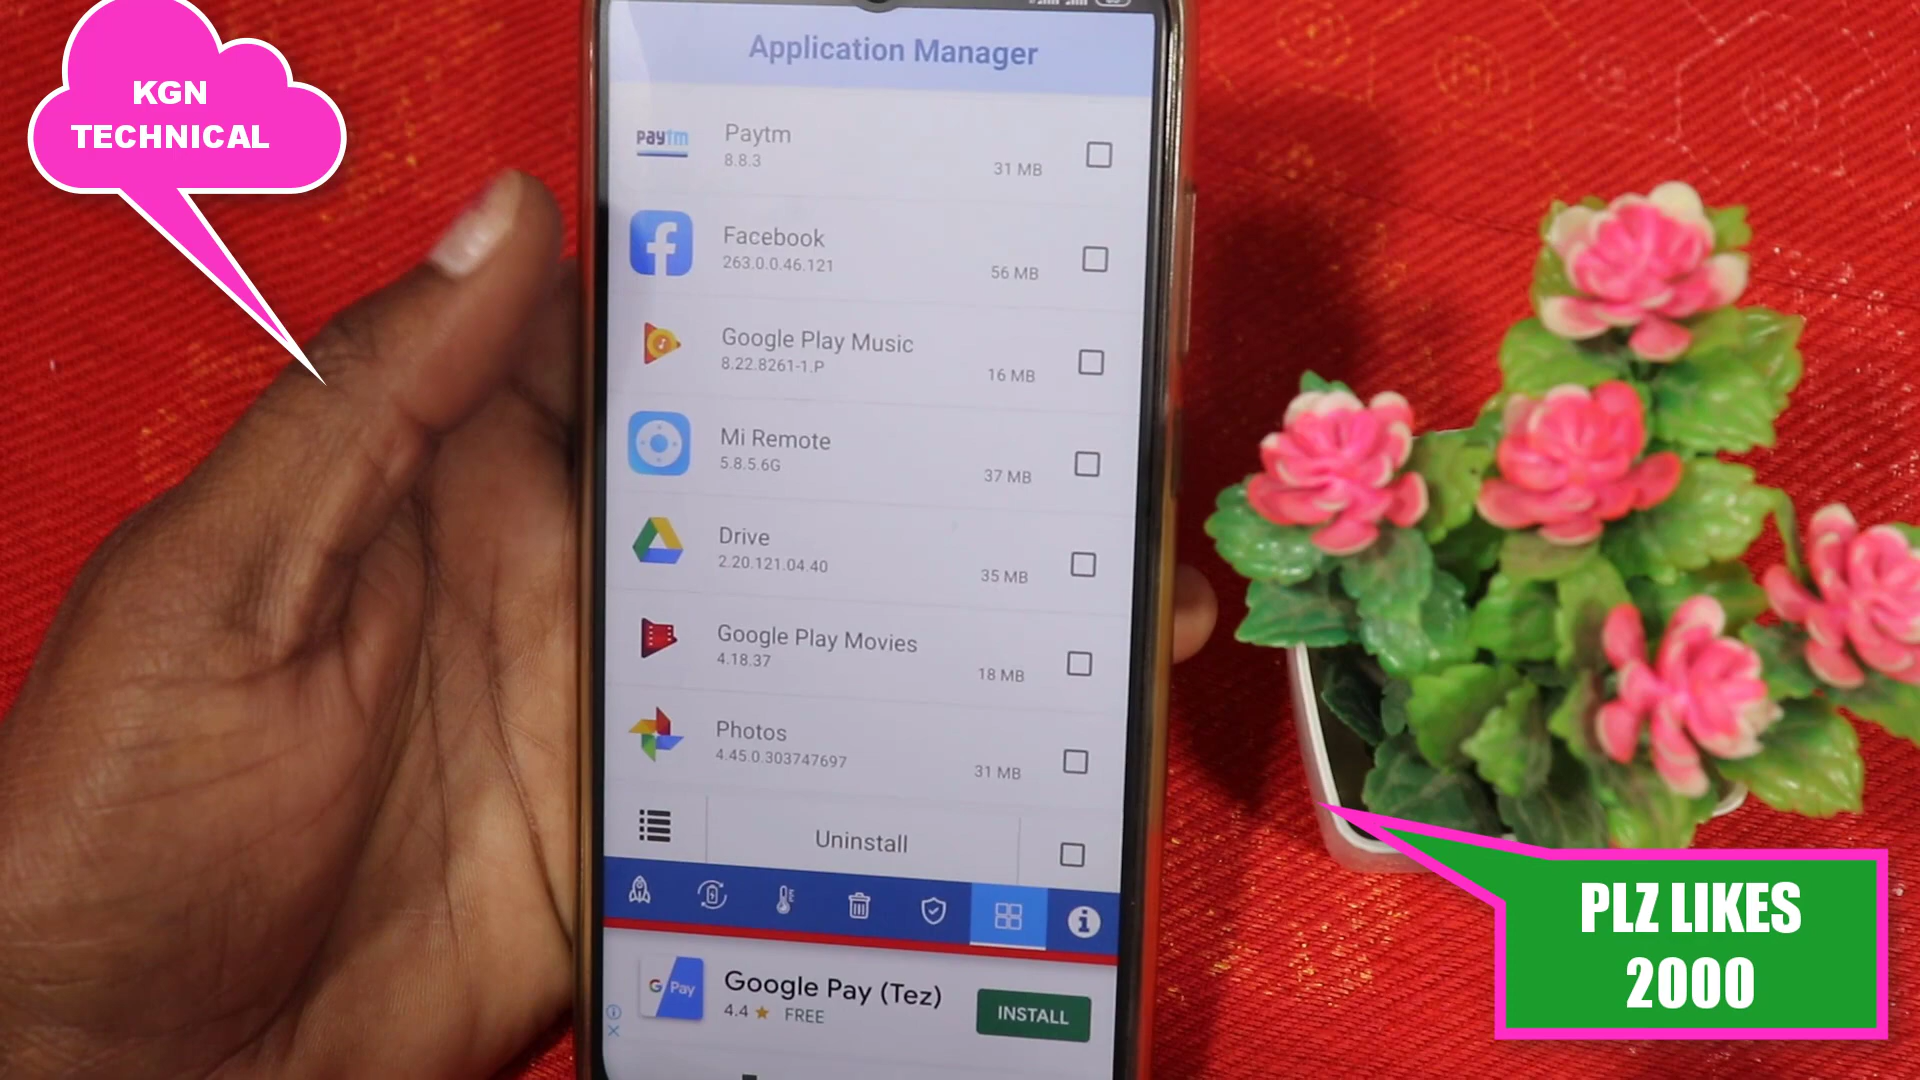 KGN
TECHNICAL
Application Manager
paytm
Paytm
8.8.3
31 MB
Facebook
263.0.0.46.121
56 MB
Google Play Music
8.22.8261-1.P
16 MB
Mi Remote
5.8.5.6G
37 MB
Drive
2.20.121.04.40
35 MB
Google Play Movies
4.18.37
18 MB
Photos
4.45.0.303747697
31 MB
Uninstall
G Pay
Google Pay (Tez)
4.4 ★ FREE
INSTALL
PLZ LIKES
2000